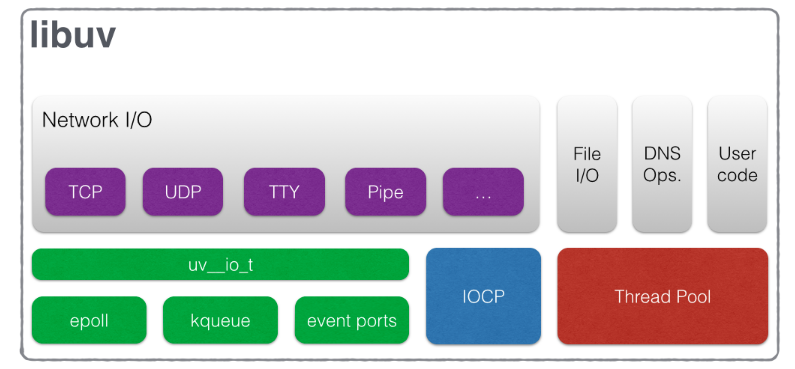 libuv
Network I/O
TCP
UDP
TTY
Pipe
...
File
I/O
DNS
Ops.
User
code
uv__io_t
IOCP
Thread Pool
epoll
kqueue
event ports